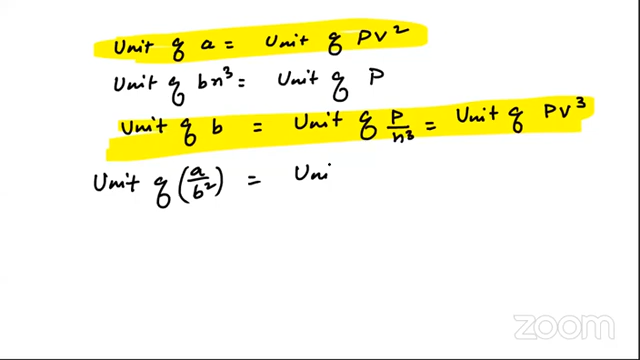 Unit of a = Unit of PV²
Unit of bn³ = Unit of P
Unit of b = Unit of P/n³ = Unit of PV³
Unit of (a/b²) = Uni
zoom